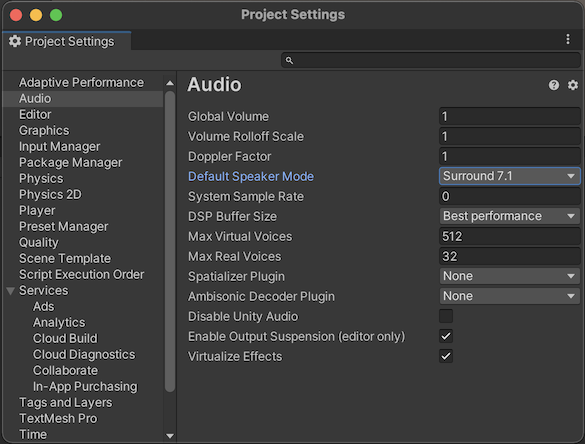 Project Settings
Project Settings
Adaptive Performance
Audio
Editor
Graphics
Input Manager
Package Manager
Physics
Physics 2D
Player
Preset Manager
Quality
Scene Template
Script Execution Order
Services
Ads
Analytics
Cloud Build
Cloud Diagnostics
Collaborate
In-App Purchasing
Tags and Layers
TextMesh Pro
Time
Audio
Global Volume 1
Volume Rolloff Scale 1
Doppler Factor 1
Default Speaker Mode Surround 7.1
System Sample Rate 0
DSP Buffer Size Best performance
Max Virtual Voices 512
Max Real Voices 32
Spatializer Plugin None
Ambisonic Decoder Plugin None
Disable Unity Audio
Enable Output Suspension (editor only)
Virtualize Effects